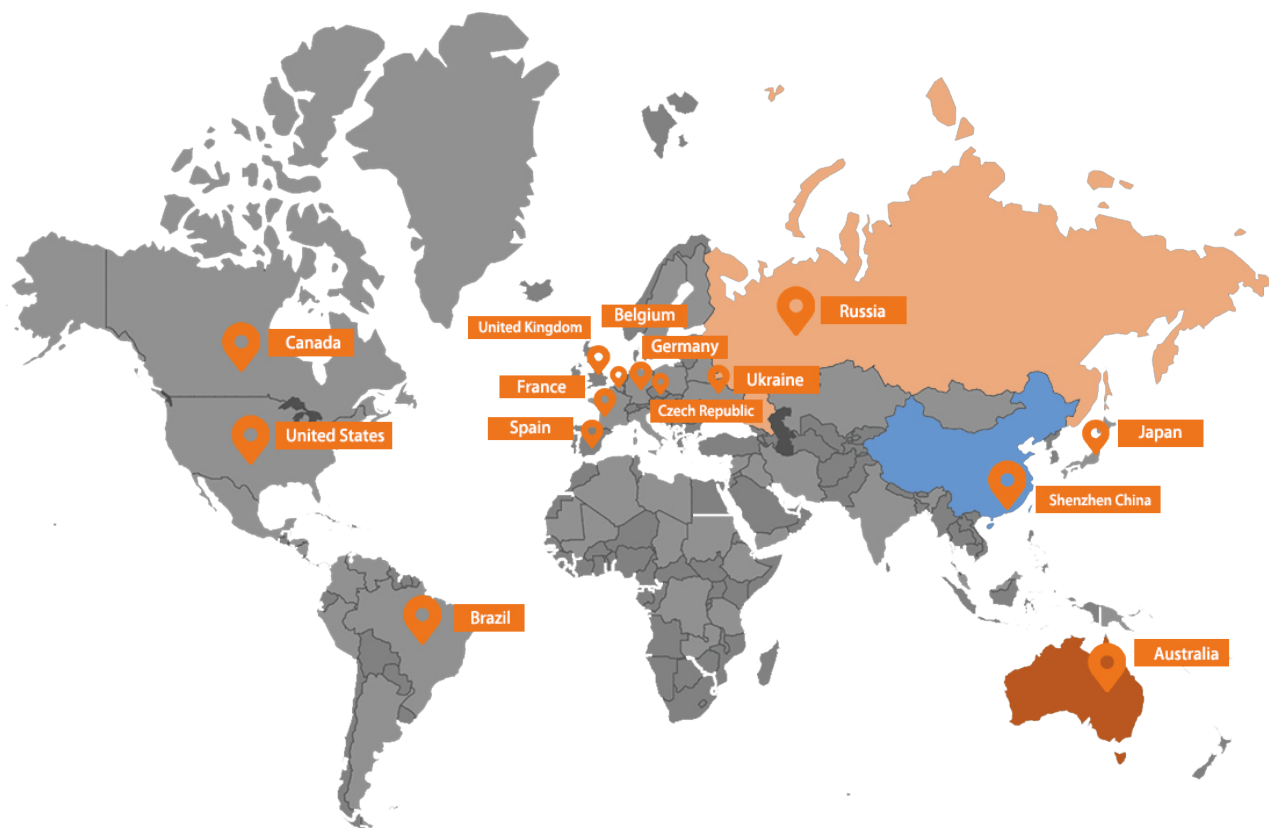 Belgium
Russia
United Kingdom
Canada
Germany
Ukraine
France
Czech Republic
Spain
United States
Japan
Shenzhen China
Brazil
Australia